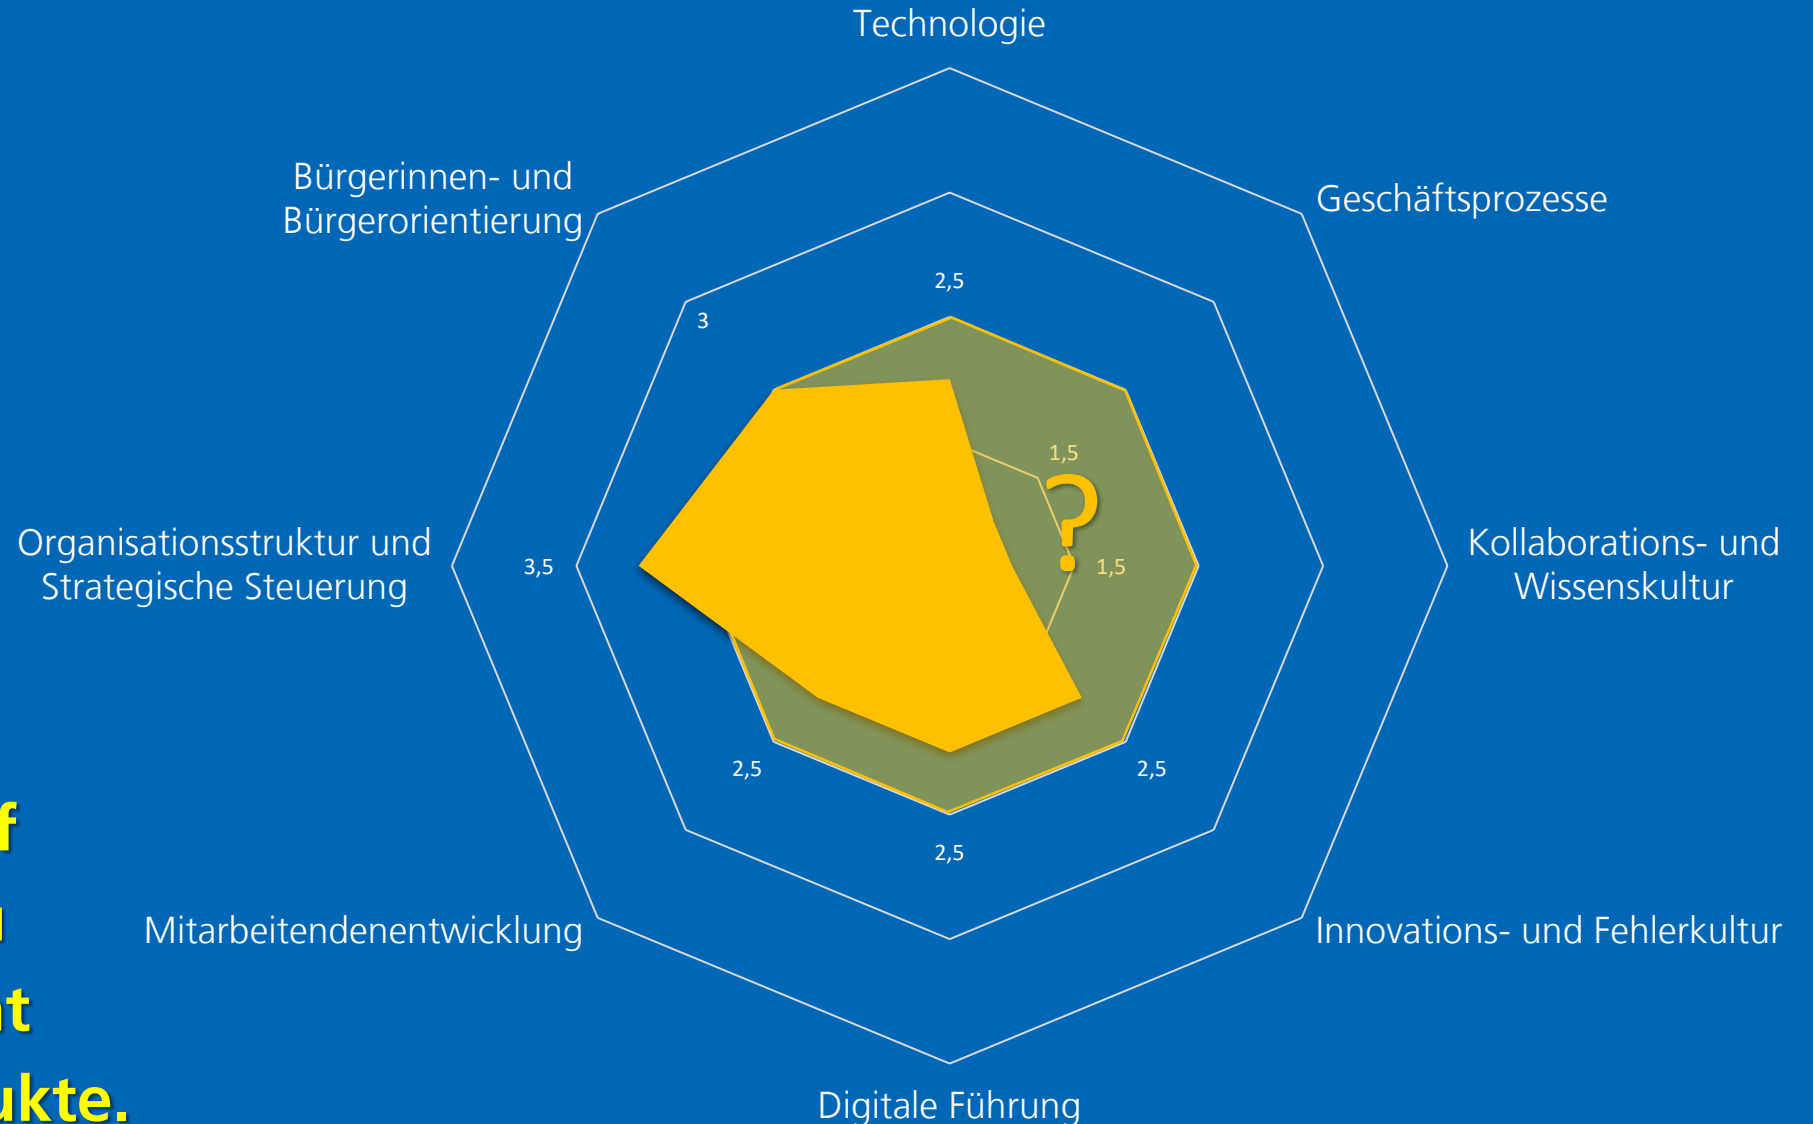 Technologie
Bürgerinnen- und
Bürgerorientierung
Geschäftsprozesse
2,5
3
1,5
?
Organisationsstruktur und
Strategische Steuerung
3,5
1,5
Kollaborations- und
Wissenskultur
2,5
2,5
2,5
Mitarbeitendenentwicklung
Innovations- und Fehlerkultur
Digitale Führung